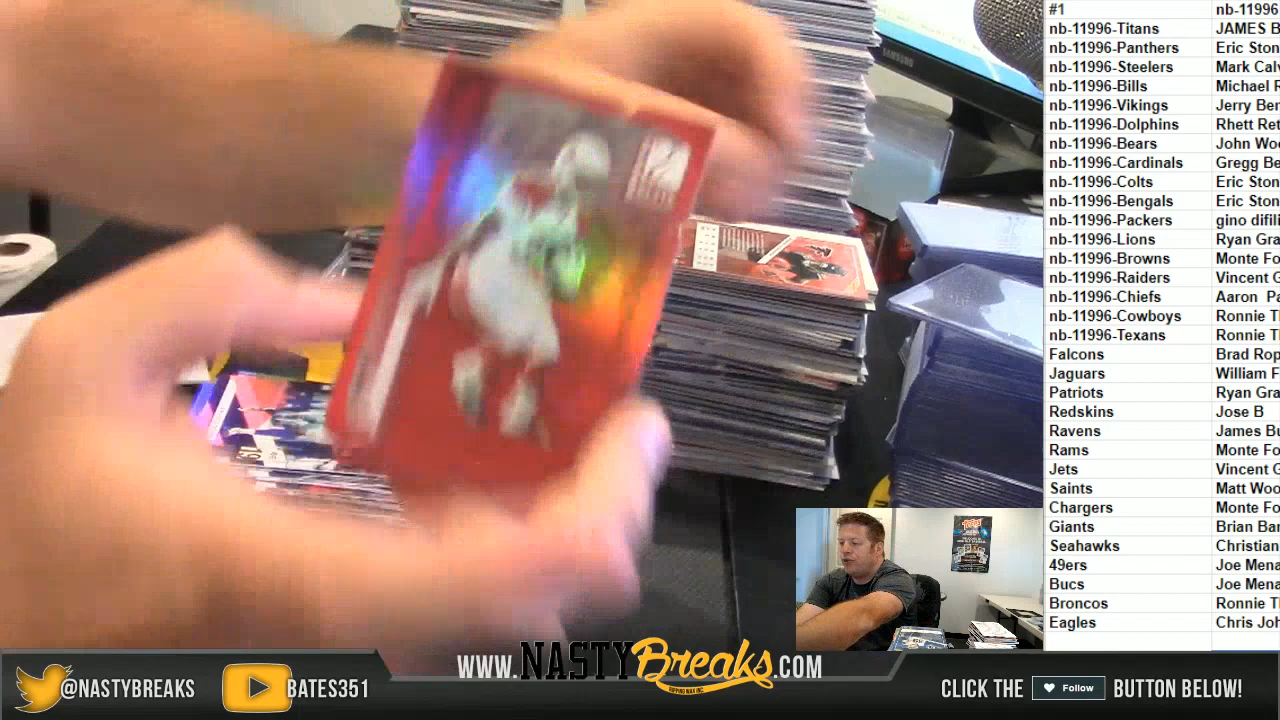 #1 nb-11996
nb-11996-Titans JAMES B
nb-11996-Panthers Eric Ston
nb-11996-Steelers Mark Calv
nb-11996-Bills Michael R
nb-11996-Vikings Jerry Ber
nb-11996-Dolphins Rhett Ret
nb-11996-Bears John Woo
nb-11996-Cardinals Gregg Be
nb-11996-Colts Eric Ston
nb-11996-Bengals Eric Ston
nb-11996-Packers gino difili
nb-11996-Lions Ryan Gra
nb-11996-Browns Monte Fo
nb-11996-Raiders Vincent G
nb-11996-Chiefs Aaron Pa
nb-11996-Cowboys Ronnie Tl
nb-11996-Texans Ronnie Tl
Falcons Brad Rop
Jaguars William F
Patriots Ryan Gra
Redskins Jose B
Ravens James Bu
Rams Monte Fo
Jets Vincent G
Saints Matt Woo
Chargers Monte Fo
Giants Brian Bar
Seahawks Christian
49ers Joe Mena
Bucs Joe Mena
Broncos Ronnie Tl
Eagles Chris Joh
SAMSUNG
@NASTYBREAKS
BATES351
WWW.NASTYBreaks.COM
RIPPING WAX INC
CLICK THE Follow BUTTON BELOW!